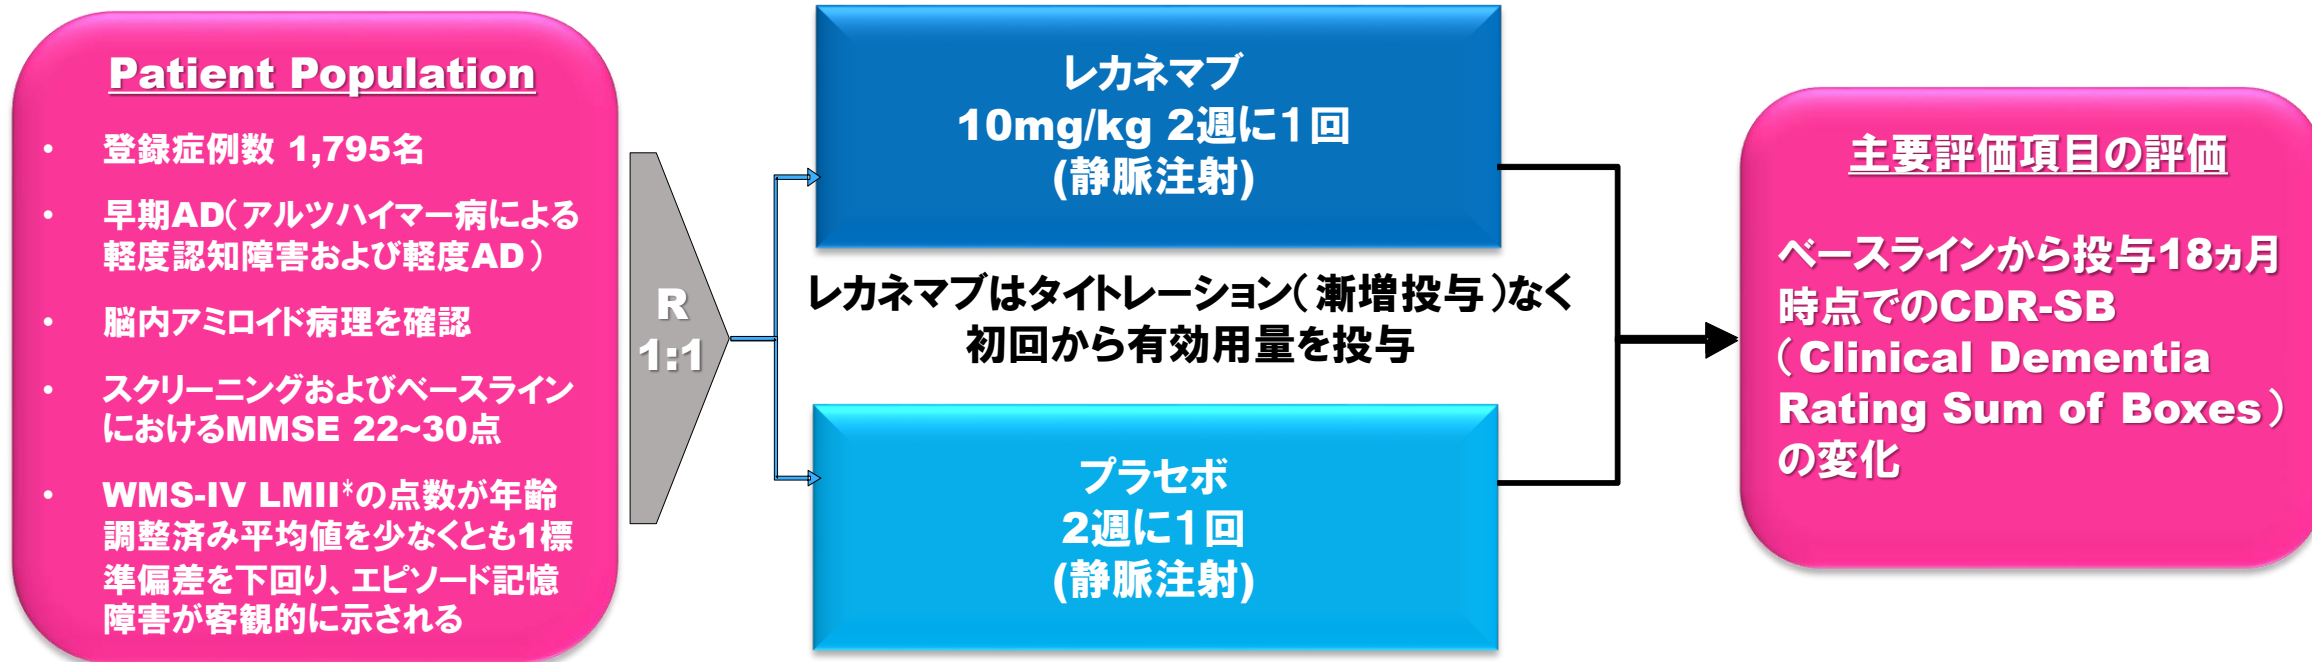 Patient Population
・ 登録症例数 1,795名
・ 早期AD（アルツハイマー病による
軽度認知障害および軽度AD）
・ 脳内アミロイド病理を確認
・ スクリーニングおよびベースライン
におけるMMSE 22~30点
・ WMS-IV LMII*の点数が年齢
調整済み平均値を少なくとも1標
準偏差を下回り、エピソード記憶
障害が客観的に示される
R
1:1
レカネマブ
10mg/kg 2週に1回
(静脈注射)
レカネマブはタイトレーション（漸増投与）なく
初回から有効用量を投与
プラセボ
2週に1回
(静脈注射)
主要評価項目の評価
ベースラインから投与18ヵ月
時点でのCDR-SB
（Clinical Dementia
Rating Sum of Boxes）
の変化